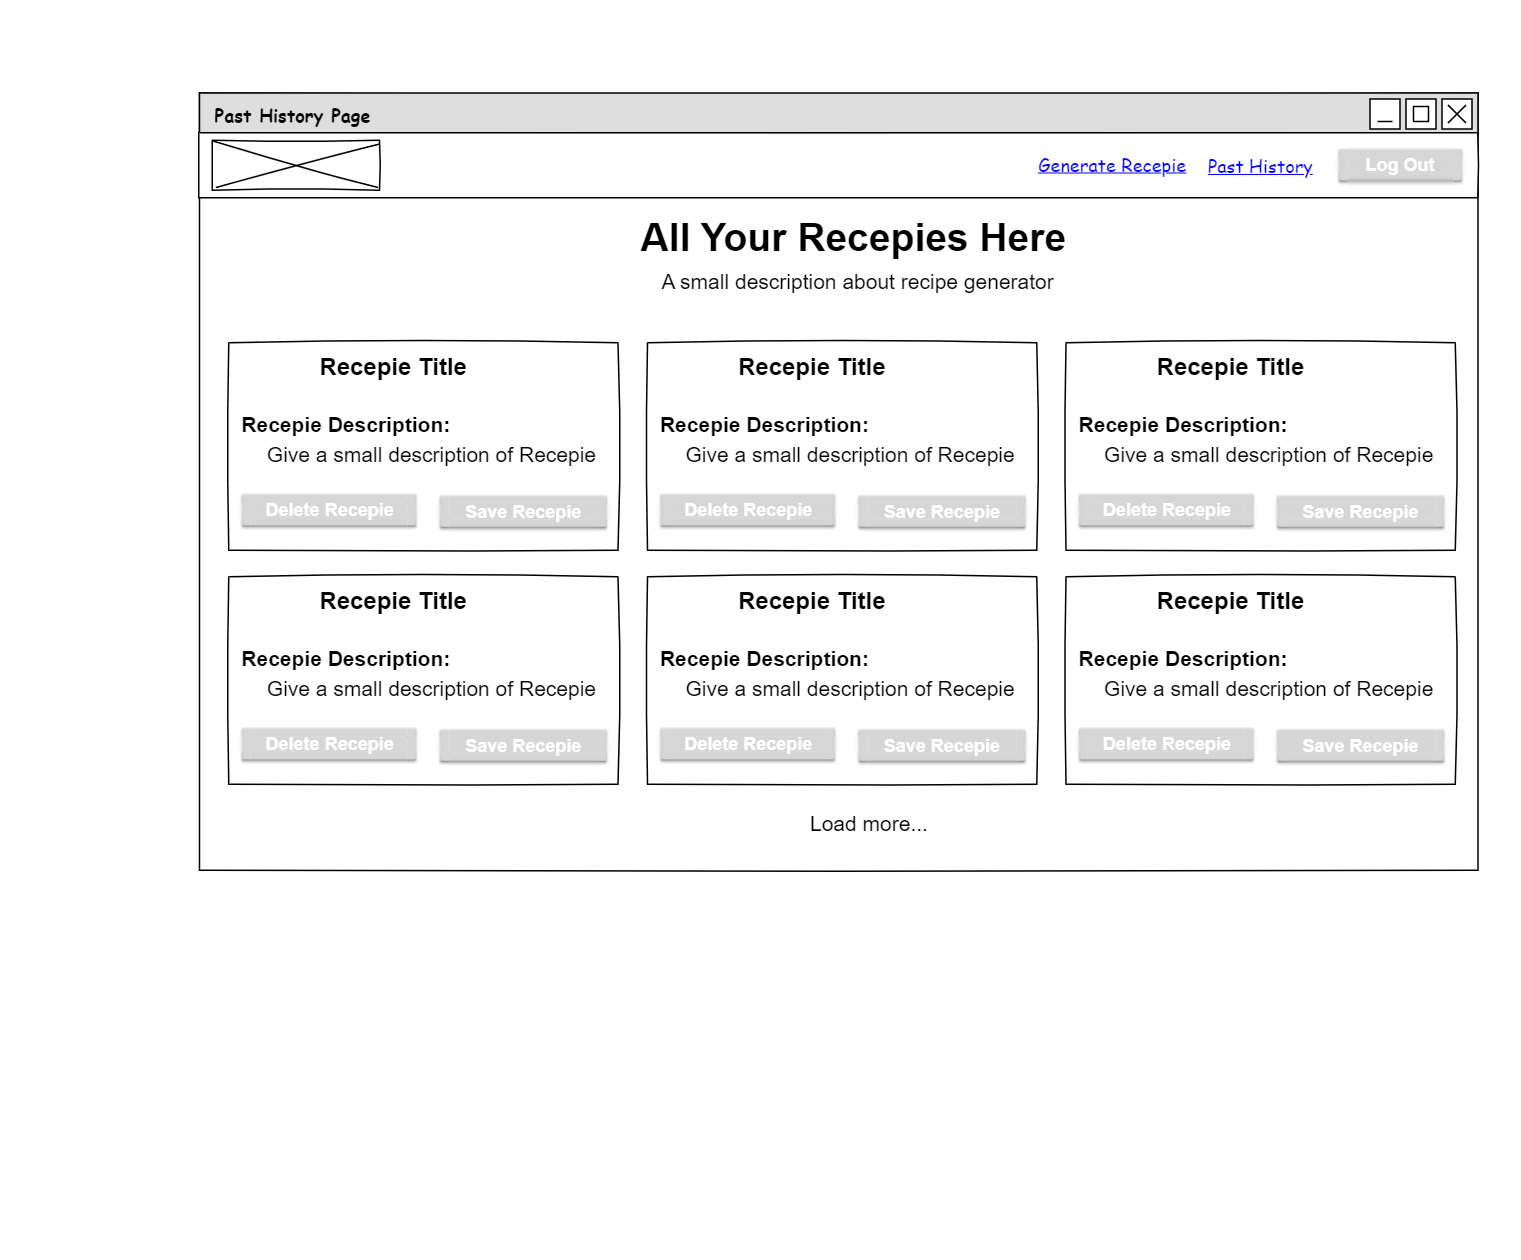 Past History Page
Generate Recepie Past History Log Out
All Your Recepies Here
A small description about recipe generator
Recepie Title Recepie Title Recepie Title
Recepie Description: Recepie Description: Recepie Description:
Give a small description of Recepie Give a small description of Recepie Give a small description of Recepie
Delete Recepie Save Recepie Delete Recepie Save Recepie Delete Recepie Save Recepie
Recepie Title Recepie Title Recepie Title
Recepie Description: Recepie Description: Recepie Description:
Give a small description of Recepie Give a small description of Recepie Give a small description of Recepie
Delete Recepie Save Recepie Delete Recepie Save Recepie Delete Recepie Save Recepie
Load more...